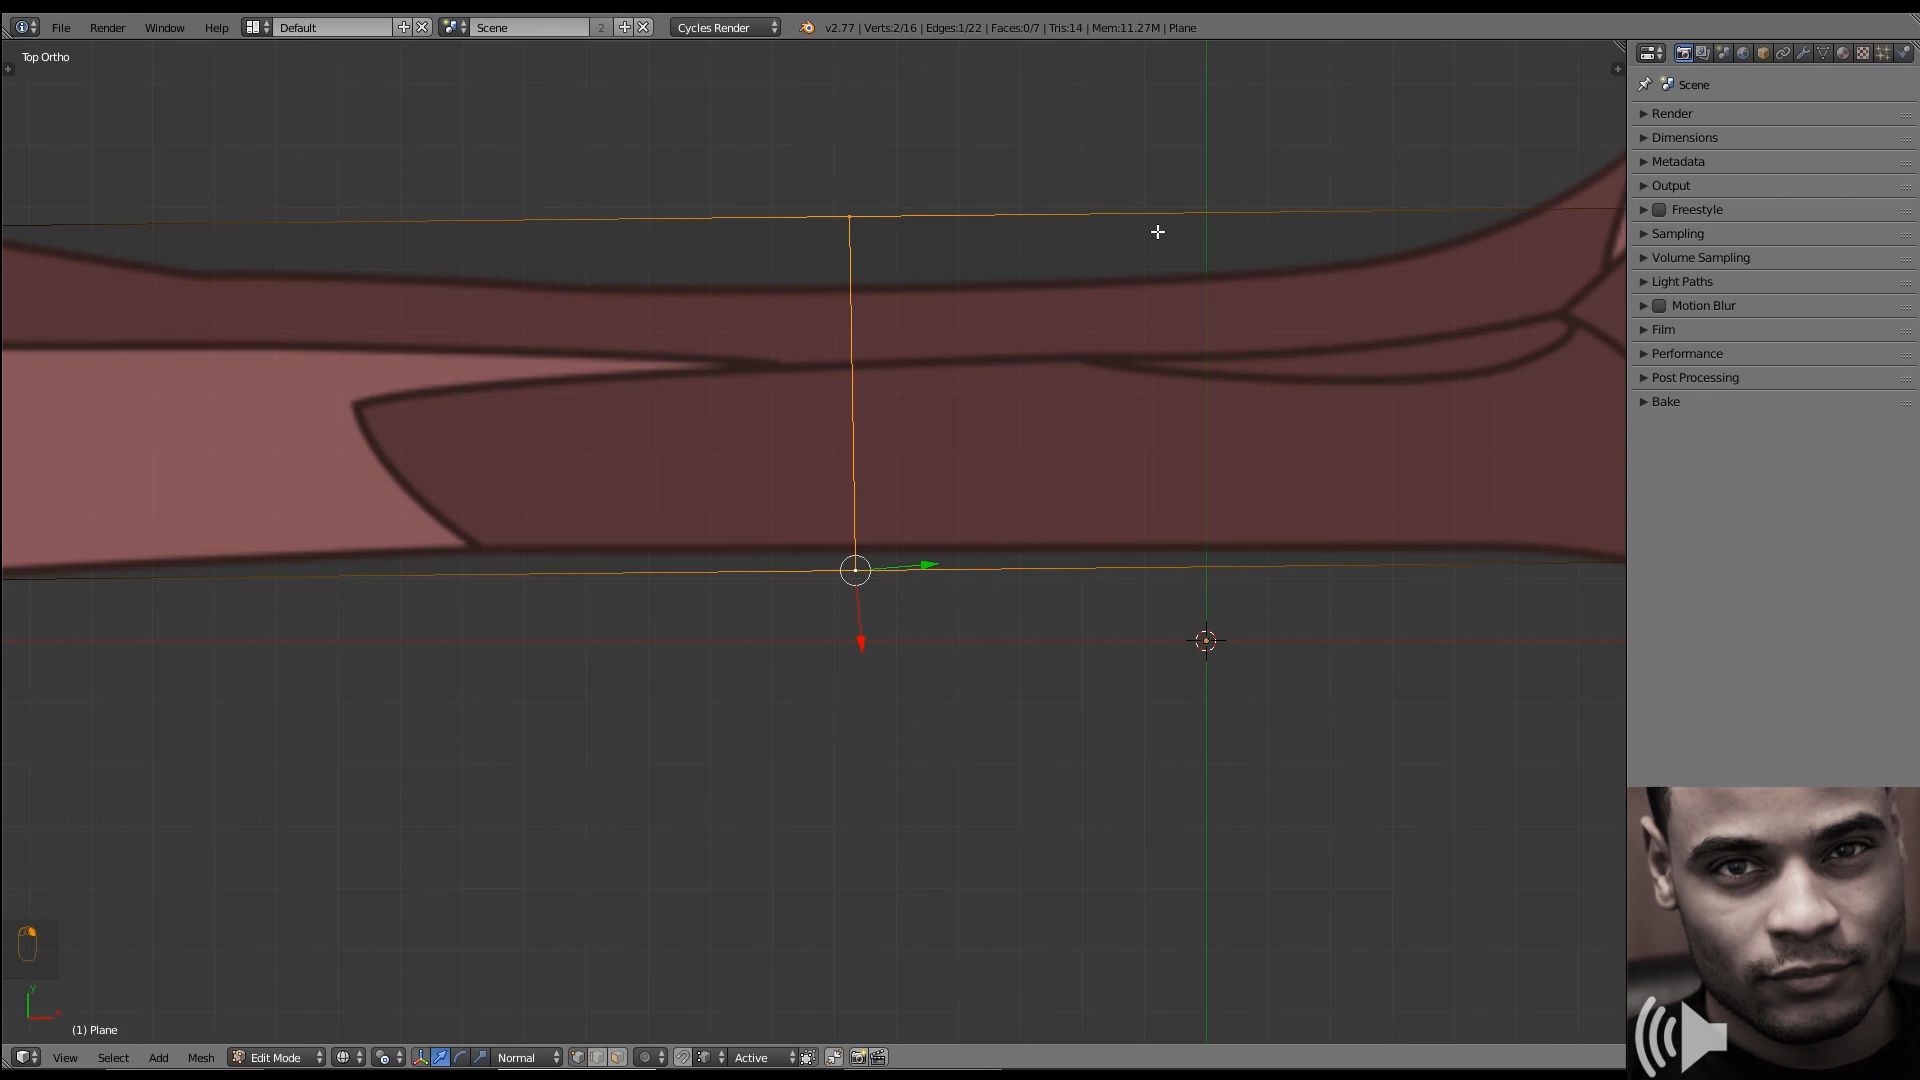 File Render Window Help Default Scene 2 Cycles Render v2.77 | Verts:2/16 | Edges:1/22 | Faces:0/7 | Tris:14 | Mem:11.27M | Plane
Top Ortho
Scene
Render
Dimensions
Metadata
Output
Freestyle
Sampling
Volume Sampling
Light Paths
Motion Blur
Film
Performance
Post Processing
Bake
y
x
(1) Plane
View Select Add Mesh Edit Mode Normal Active